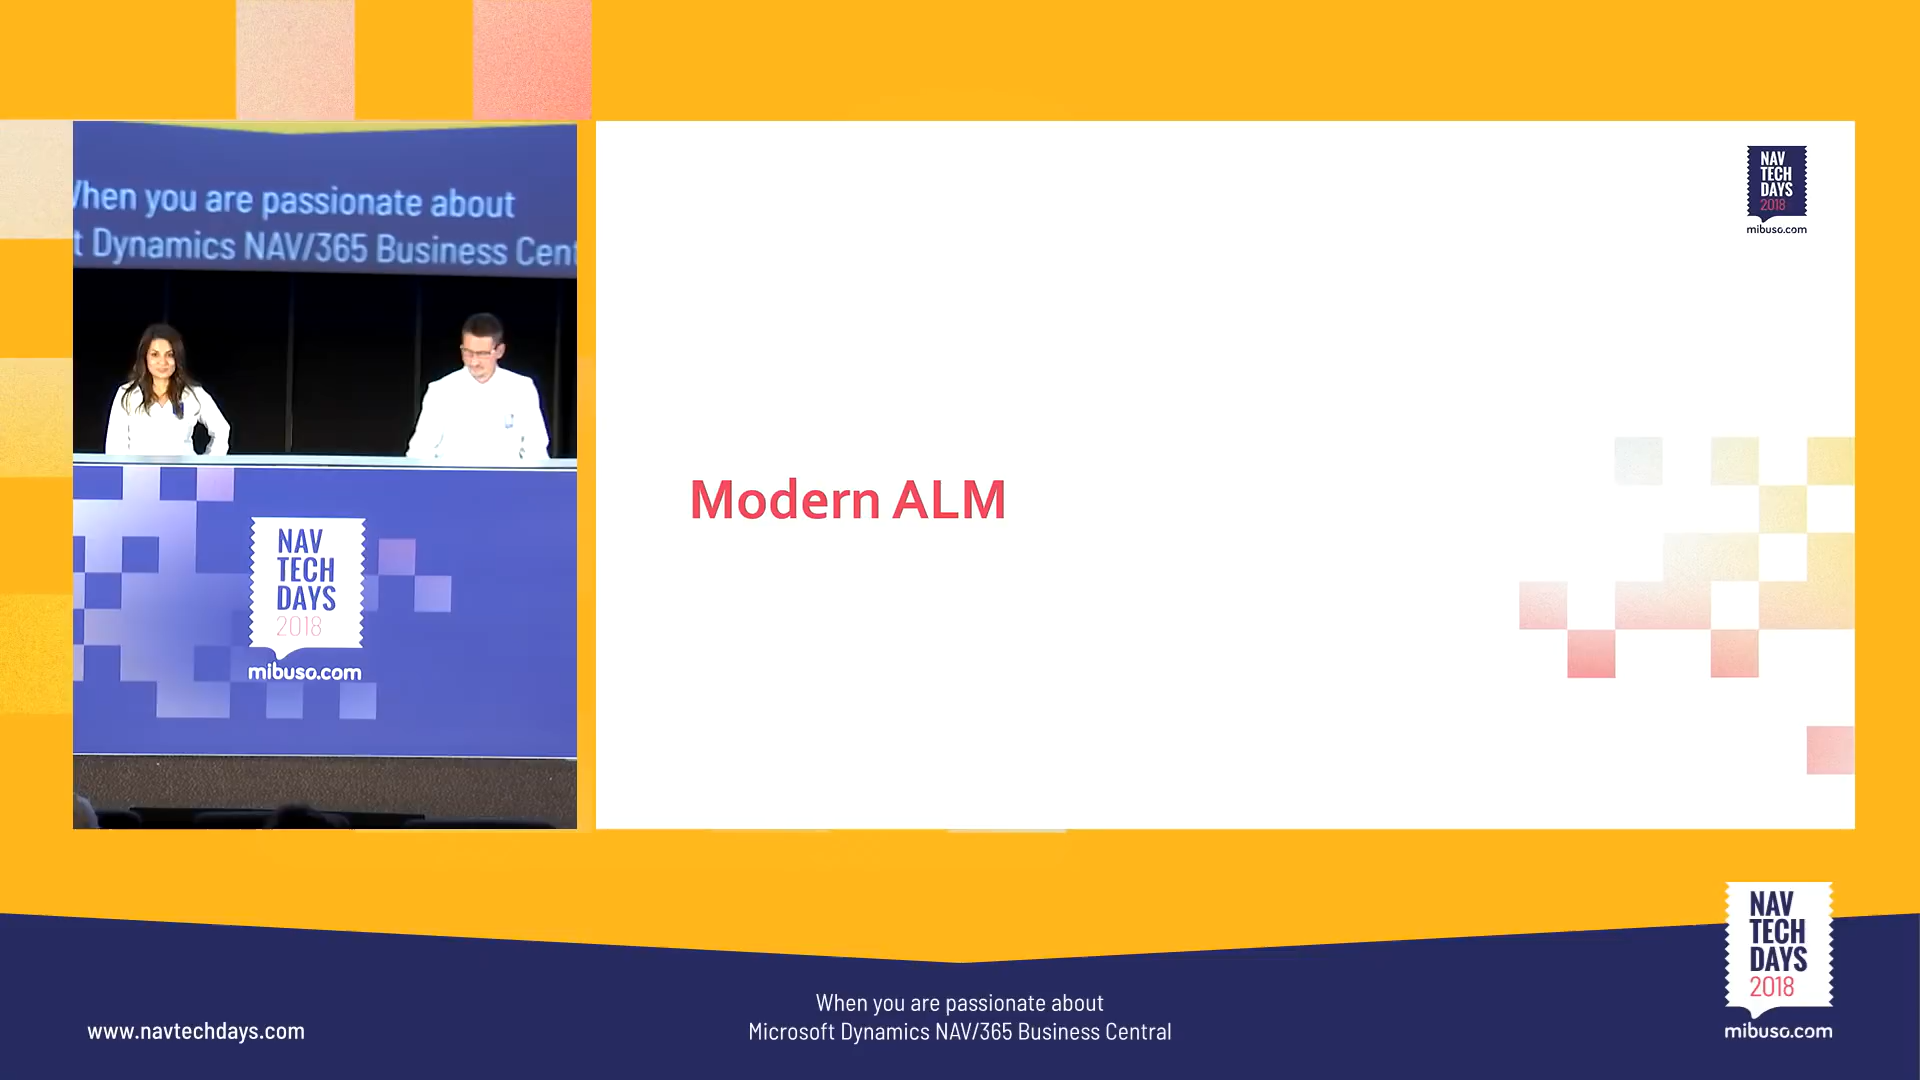 When you are passionate about
t Dynamics NAV/365 Business Cent
NAV
TECH
DAYS
2018
mibuso.com
NAV
TECH
DAYS
2018
mibuso.com
Modern ALM
www.navtechdays.com
When you are passionate about
Microsoft Dynamics NAV/365 Business Central
NAV
TECH
DAYS
2018
mibuso.com